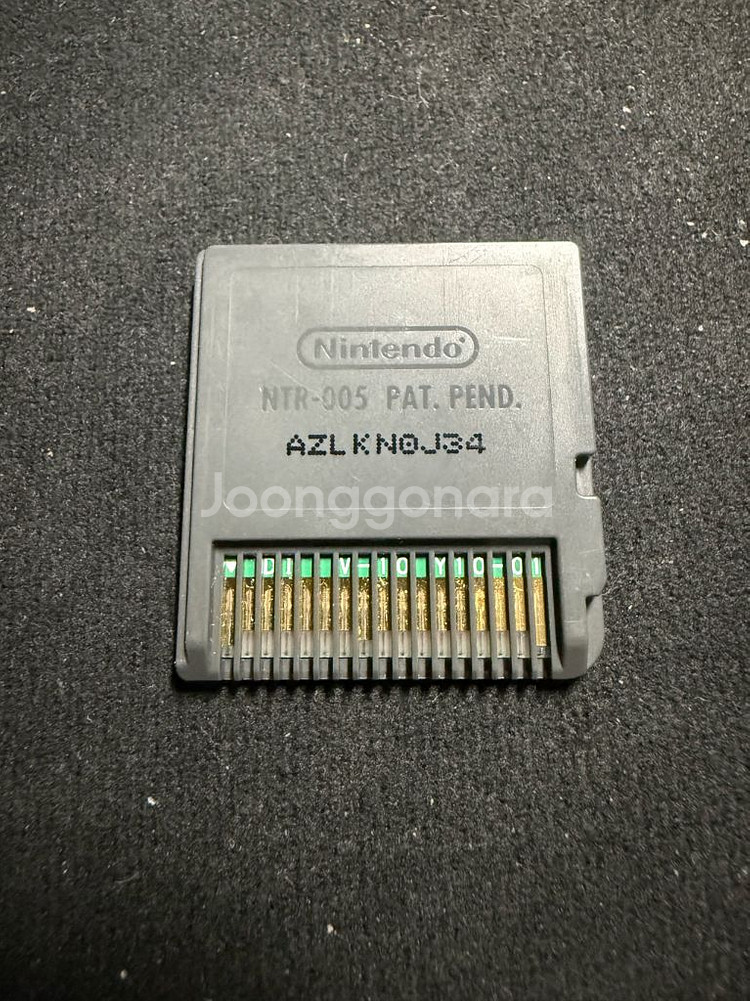 Nintendo
NTR-005 PAT. PEND.
AZLKN0J34
Joonggonara